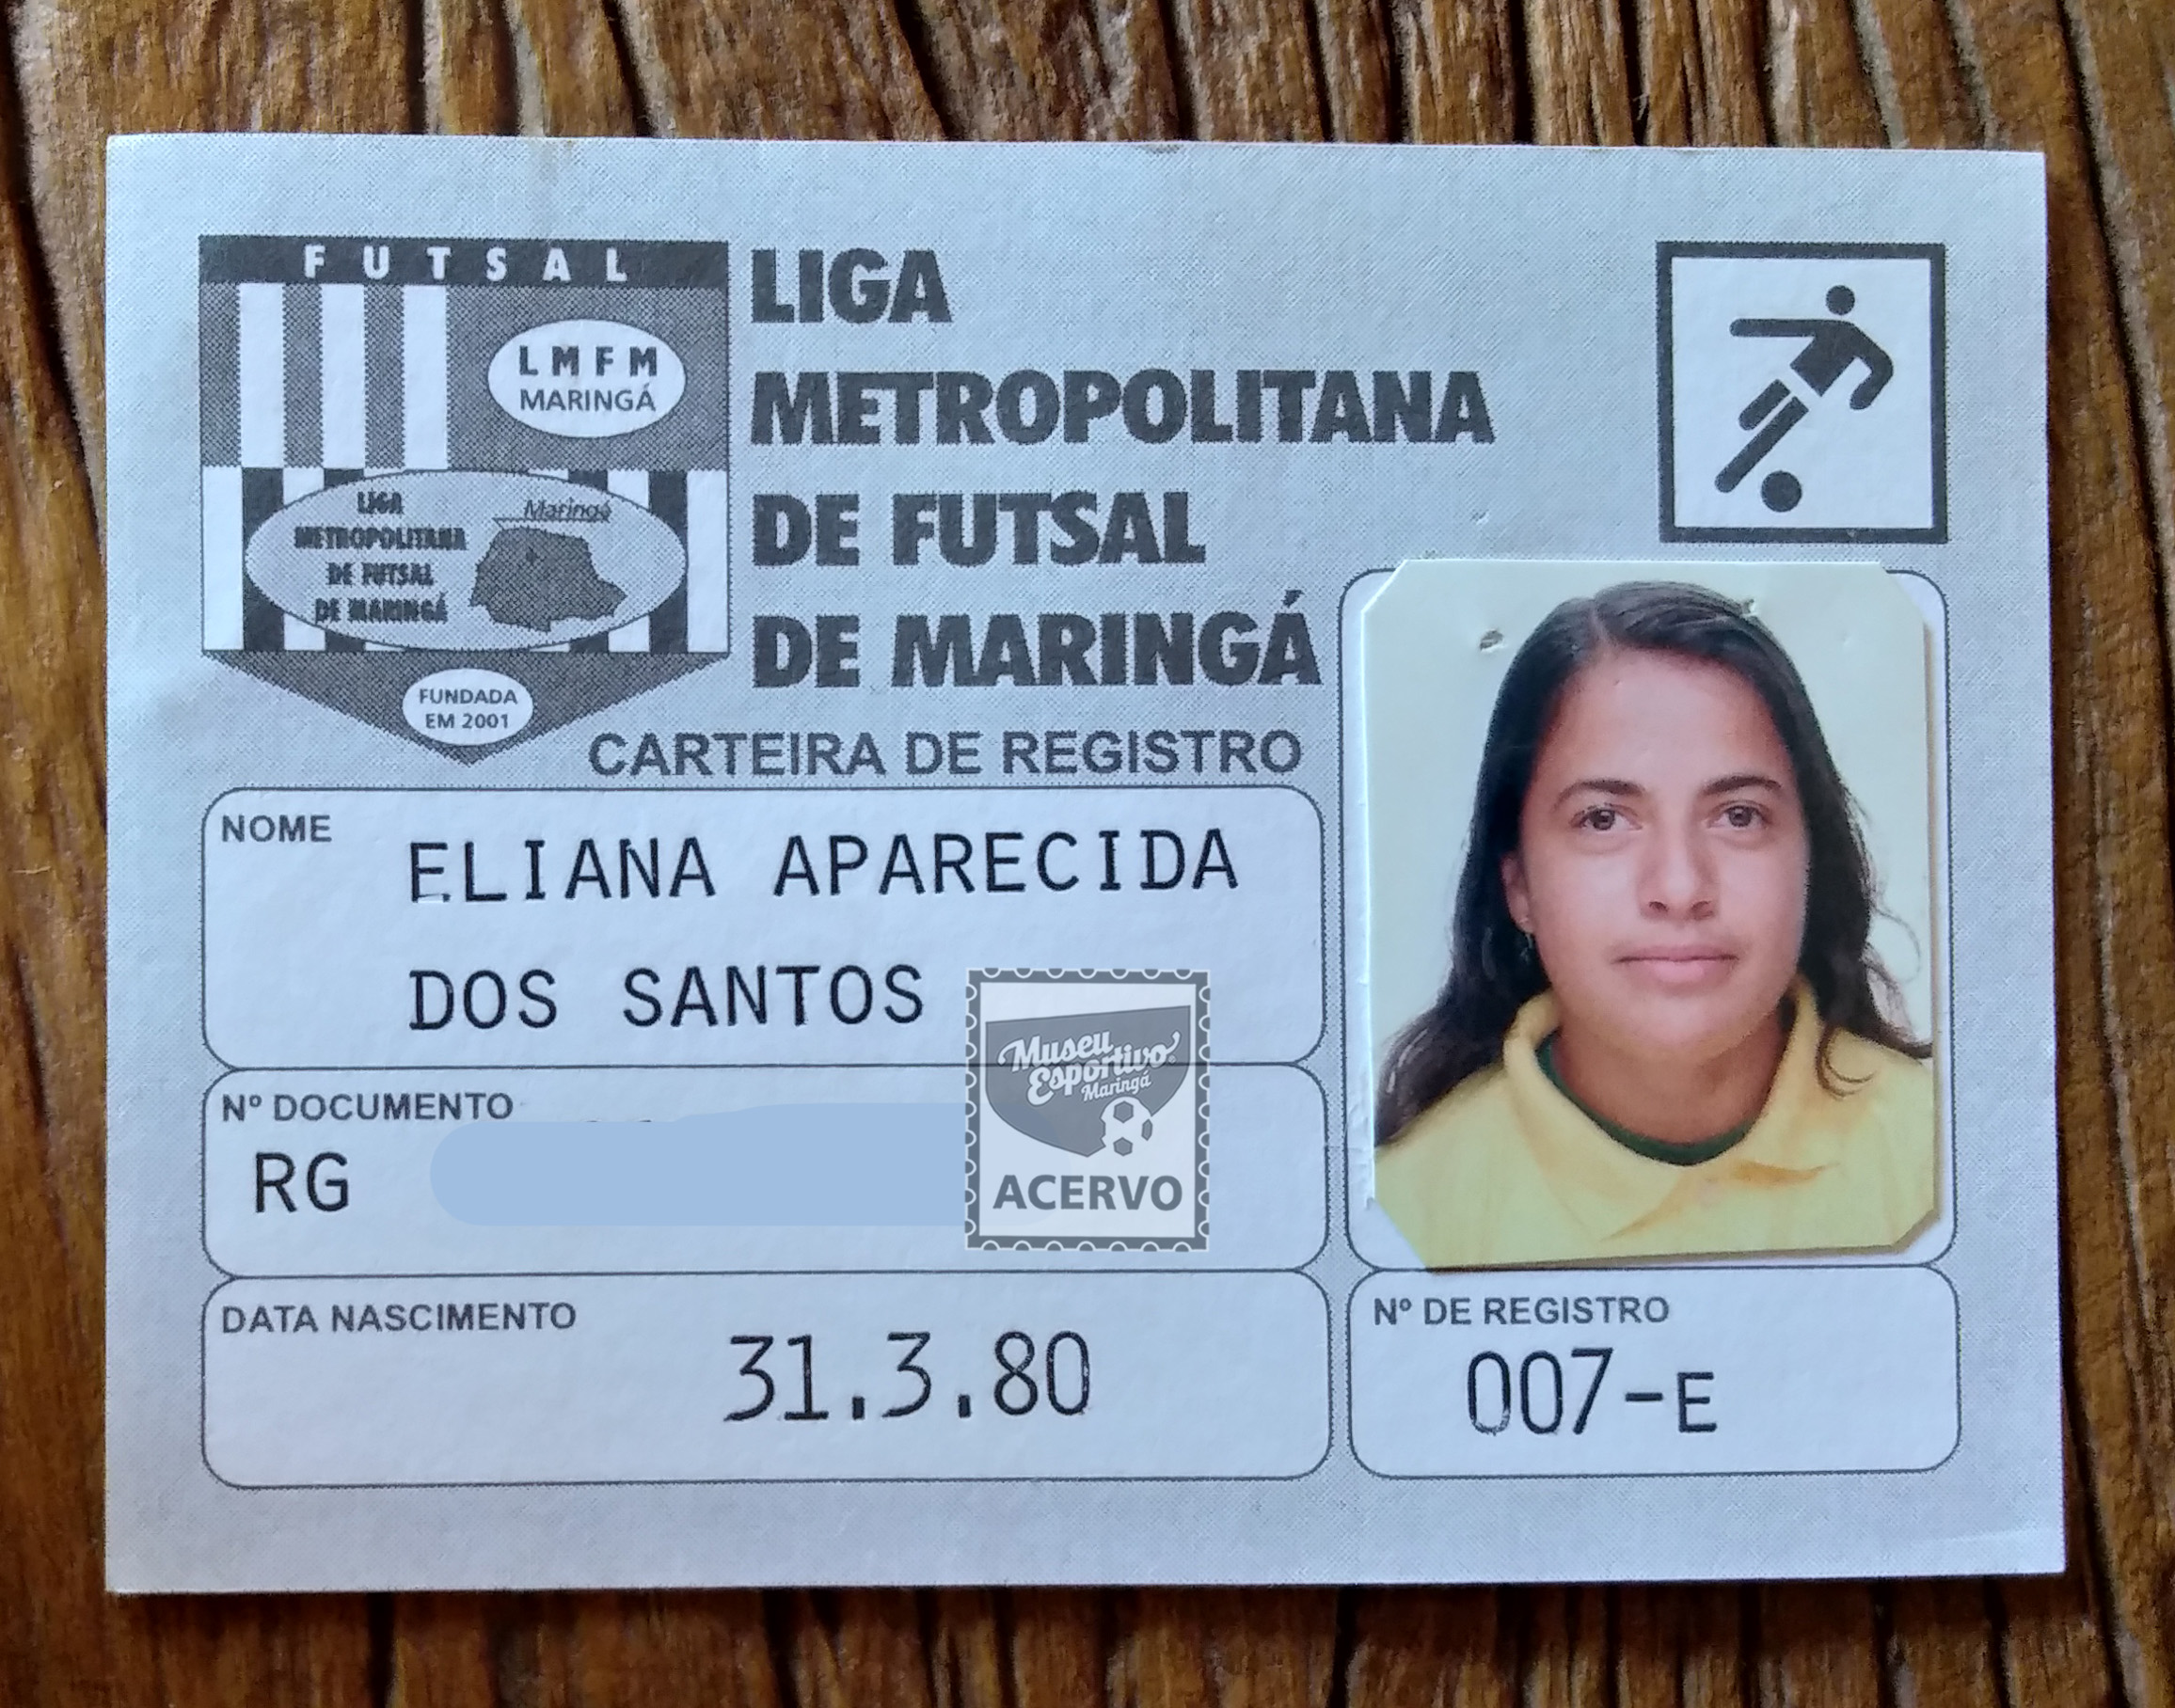 FUTSAL
LMFM
MARINGÁ
LIGA
METROPOLITANA
DE FUTSAL
DE MARINGÁ
Maringá
FUNDADA
EM 2001
LIGA
METROPOLITANA
DE FUTSAL
DE MARINGÁ
CARTEIRA DE REGISTRO
NOME
ELIANA APARECIDA
DOS SANTOS
Nº DOCUMENTO
RG
Museu
Esportivo
Maringá
ACERVO
DATA NASCIMENTO
31.3.80
Nº DE REGISTRO
007-E